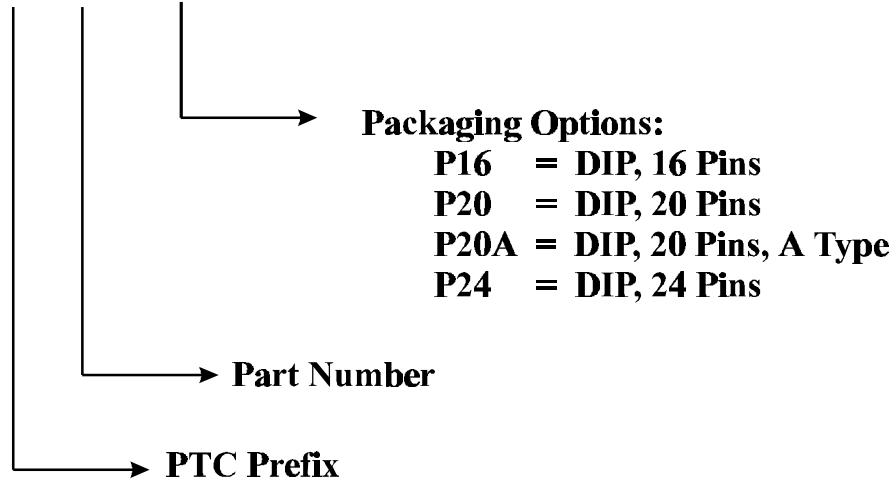 Packaging Options:
P16 = DIP, 16 Pins
P20 = DIP, 20 Pins
P20A = DIP, 20 Pins, A Type
P24 = DIP, 24 Pins
Part Number
PTC Prefix